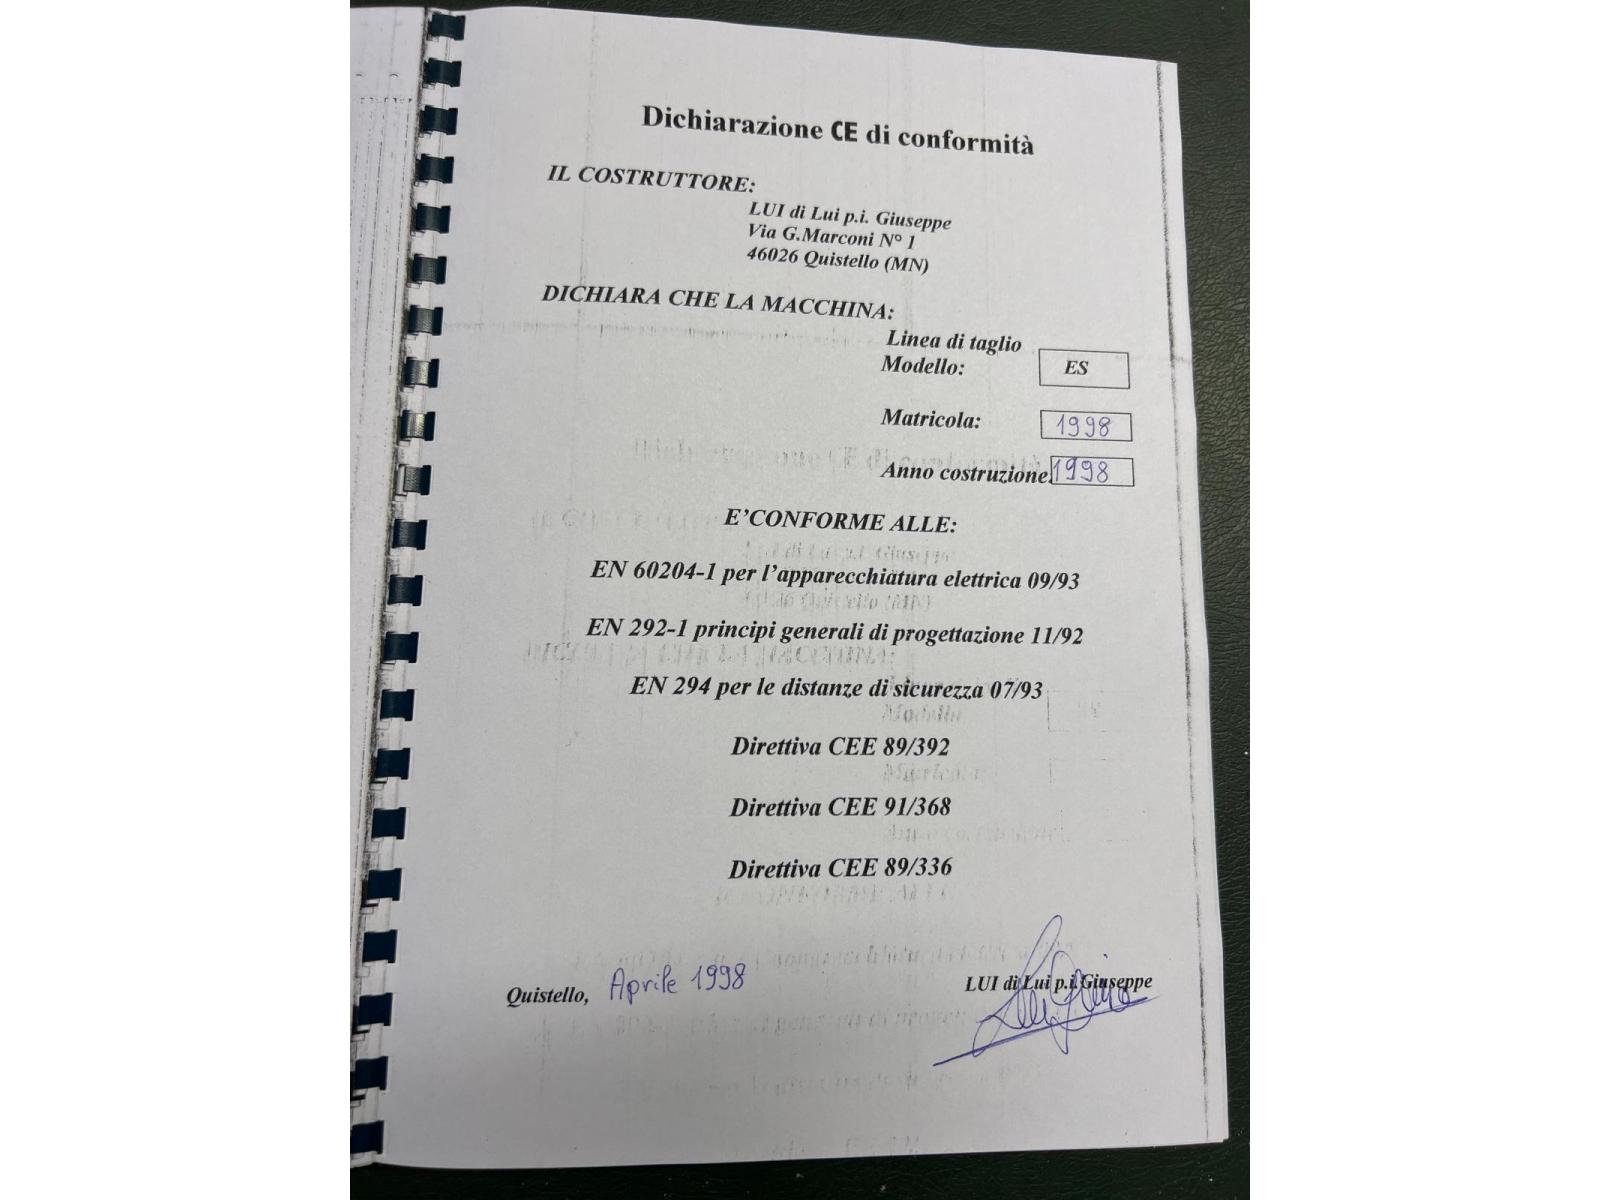 Dichiarazione CE di conformità
IL COSTRUTTORE:
LUI di Lui p.i. Giuseppe
Via G.Marconi N° 1
46026 Quistello (MN)
DICHIARA CHE LA MACCHINA:
Linea di taglio
Modello: ES
Matricola: 1998
Anno costruzione: 1998
E’CONFORME ALLE:
EN 60204-1 per l’apparecchiatura elettrica 09/93
EN 292-1 principi generali di progettazione 11/92
EN 294 per le distanze di sicurezza 07/93
Direttiva CEE 89/392
Direttiva CEE 91/368
Direttiva CEE 89/336
Quistello, Aprile 1998
LUI di Lui p.i.Giuseppe